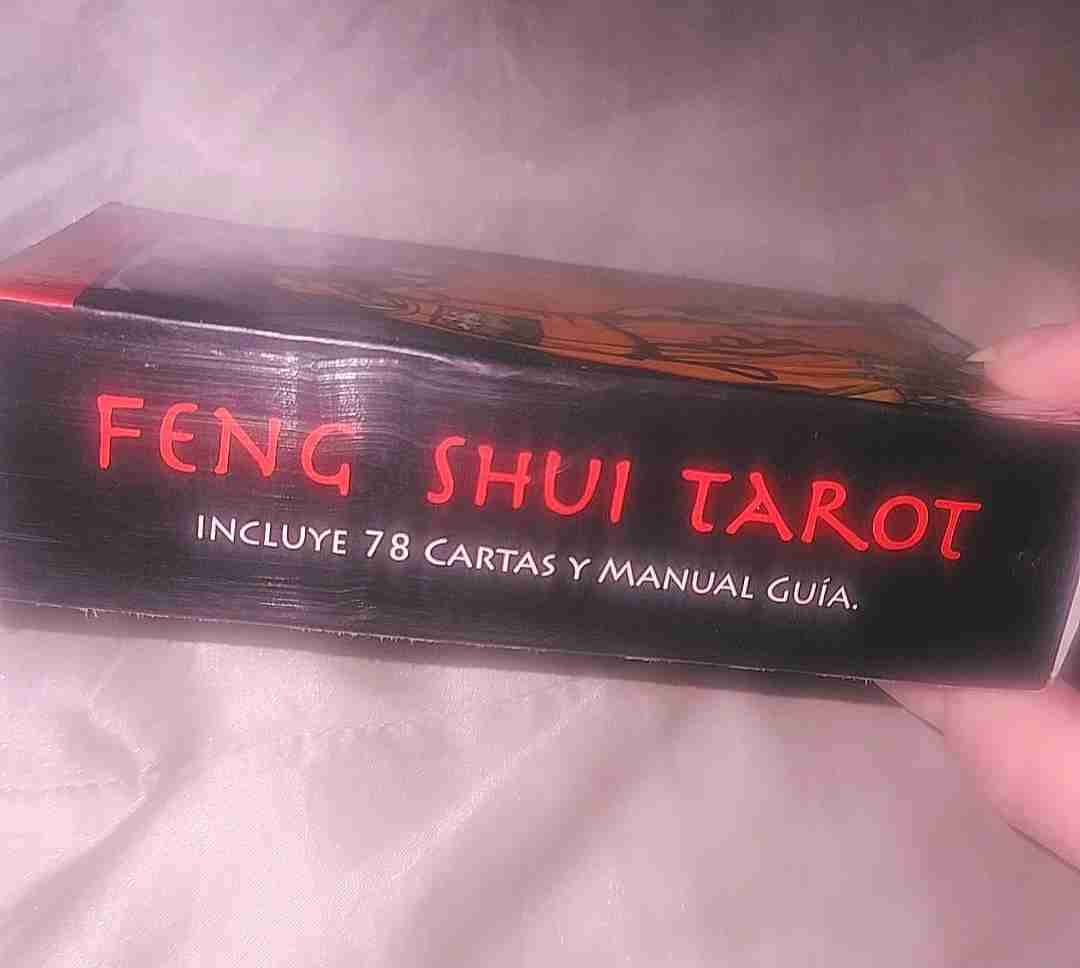 FENG SHUI TAROT
INCLUYE 78 CARTAS Y MANUAL GUÍA.